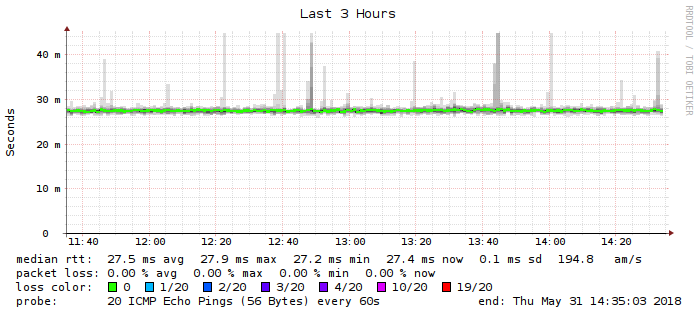 Last 3 Hours
RRDTOOL / TOBI OETIKER
Seconds
40 m
30 m
20 m
10 m
0
11:40 12:00 12:20 12:40 13:00 13:20 13:40 14:00 14:20
median rtt: 27.5 ms avg 27.9 ms max 27.2 ms min 27.4 ms now 0.1 ms sd 194.8 am/s
packet loss: 0.00 % avg 0.00 % max 0.00 % min 0.00 % now
loss color: 0 1/20 2/20 3/20 4/20 10/20 19/20
probe: 20 ICMP Echo Pings (56 Bytes) every 60s end: Thu May 31 14:35:03 2018